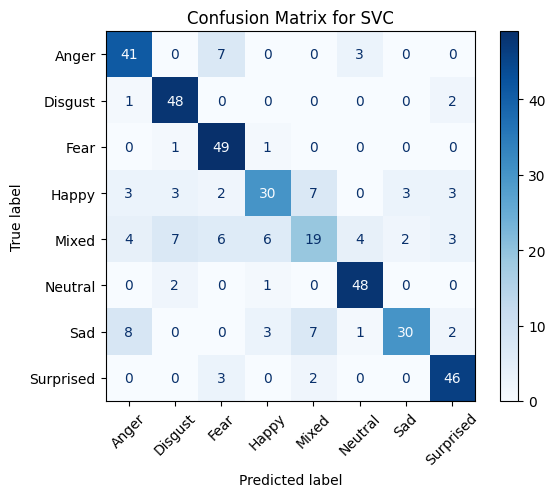 Confusion Matrix for SVC
True label
Anger 41 0 7 0 0 3 0 0
Disgust 1 48 0 0 0 0 0 2
Fear 0 1 49 1 0 0 0 0
Happy 3 3 2 30 7 0 3 3
Mixed 4 7 6 6 19 4 2 3
Neutral 0 2 0 1 0 48 0 0
Sad 8 0 0 3 7 1 30 2
Surprised 0 0 3 0 2 0 0 46
Anger Disgust Fear Happy Mixed Neutral Sad Surprised
Predicted label
40
30
20
10
0